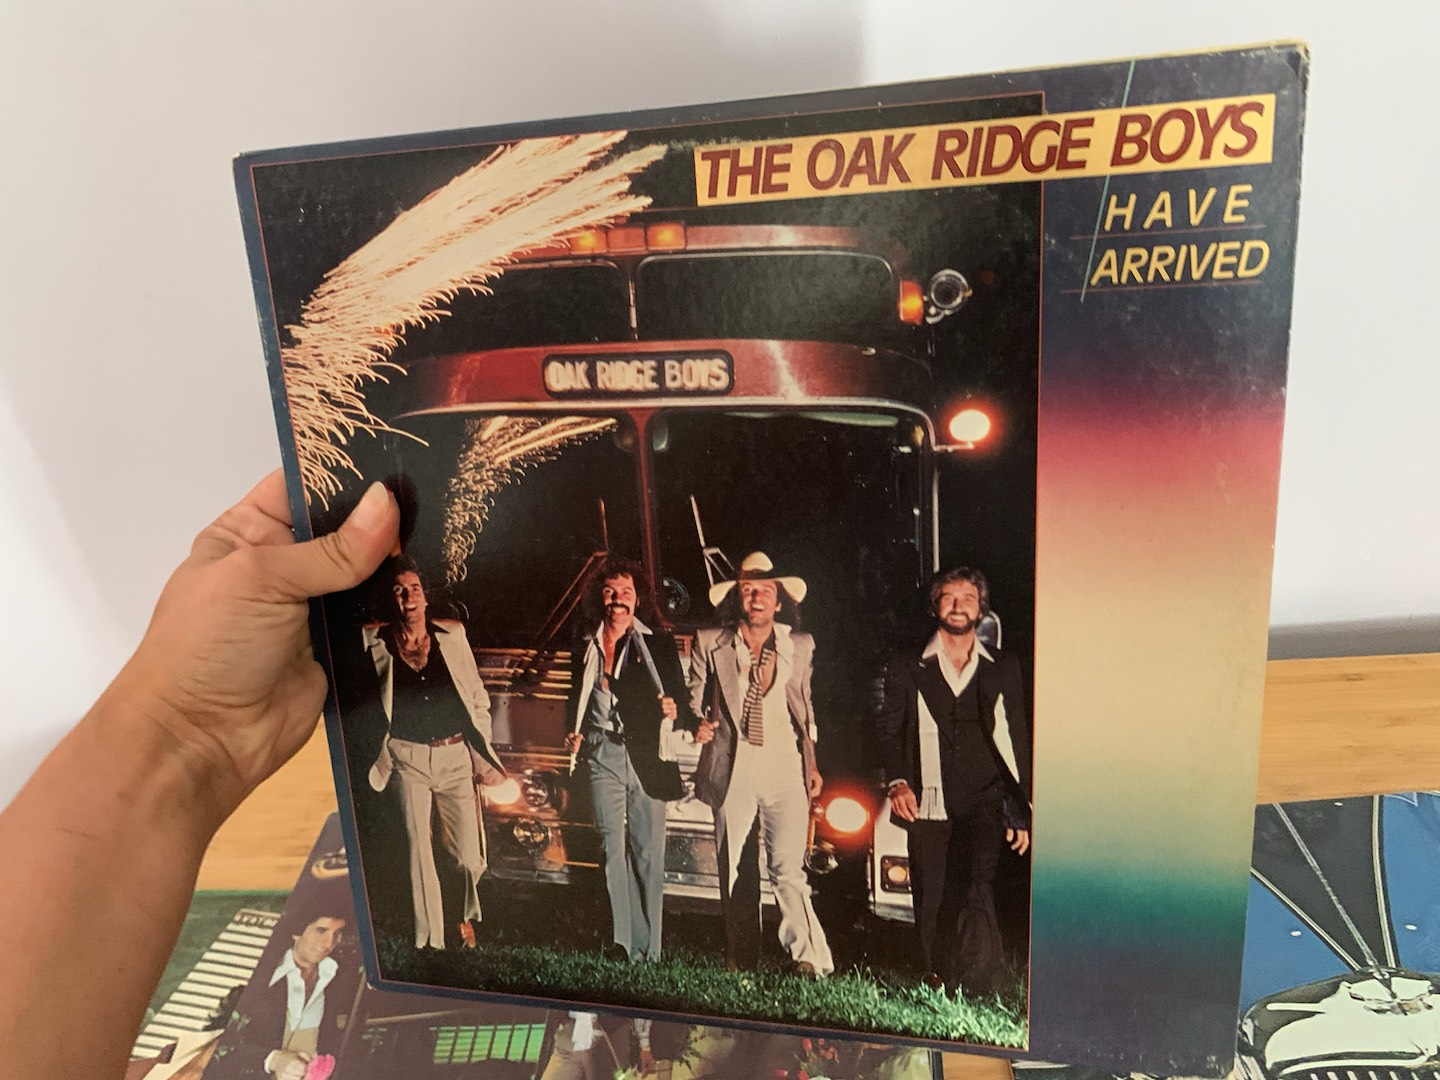 THE OAK RIDGE BOYS
HAVE
ARRIVED
OAK RIDGE BOYS